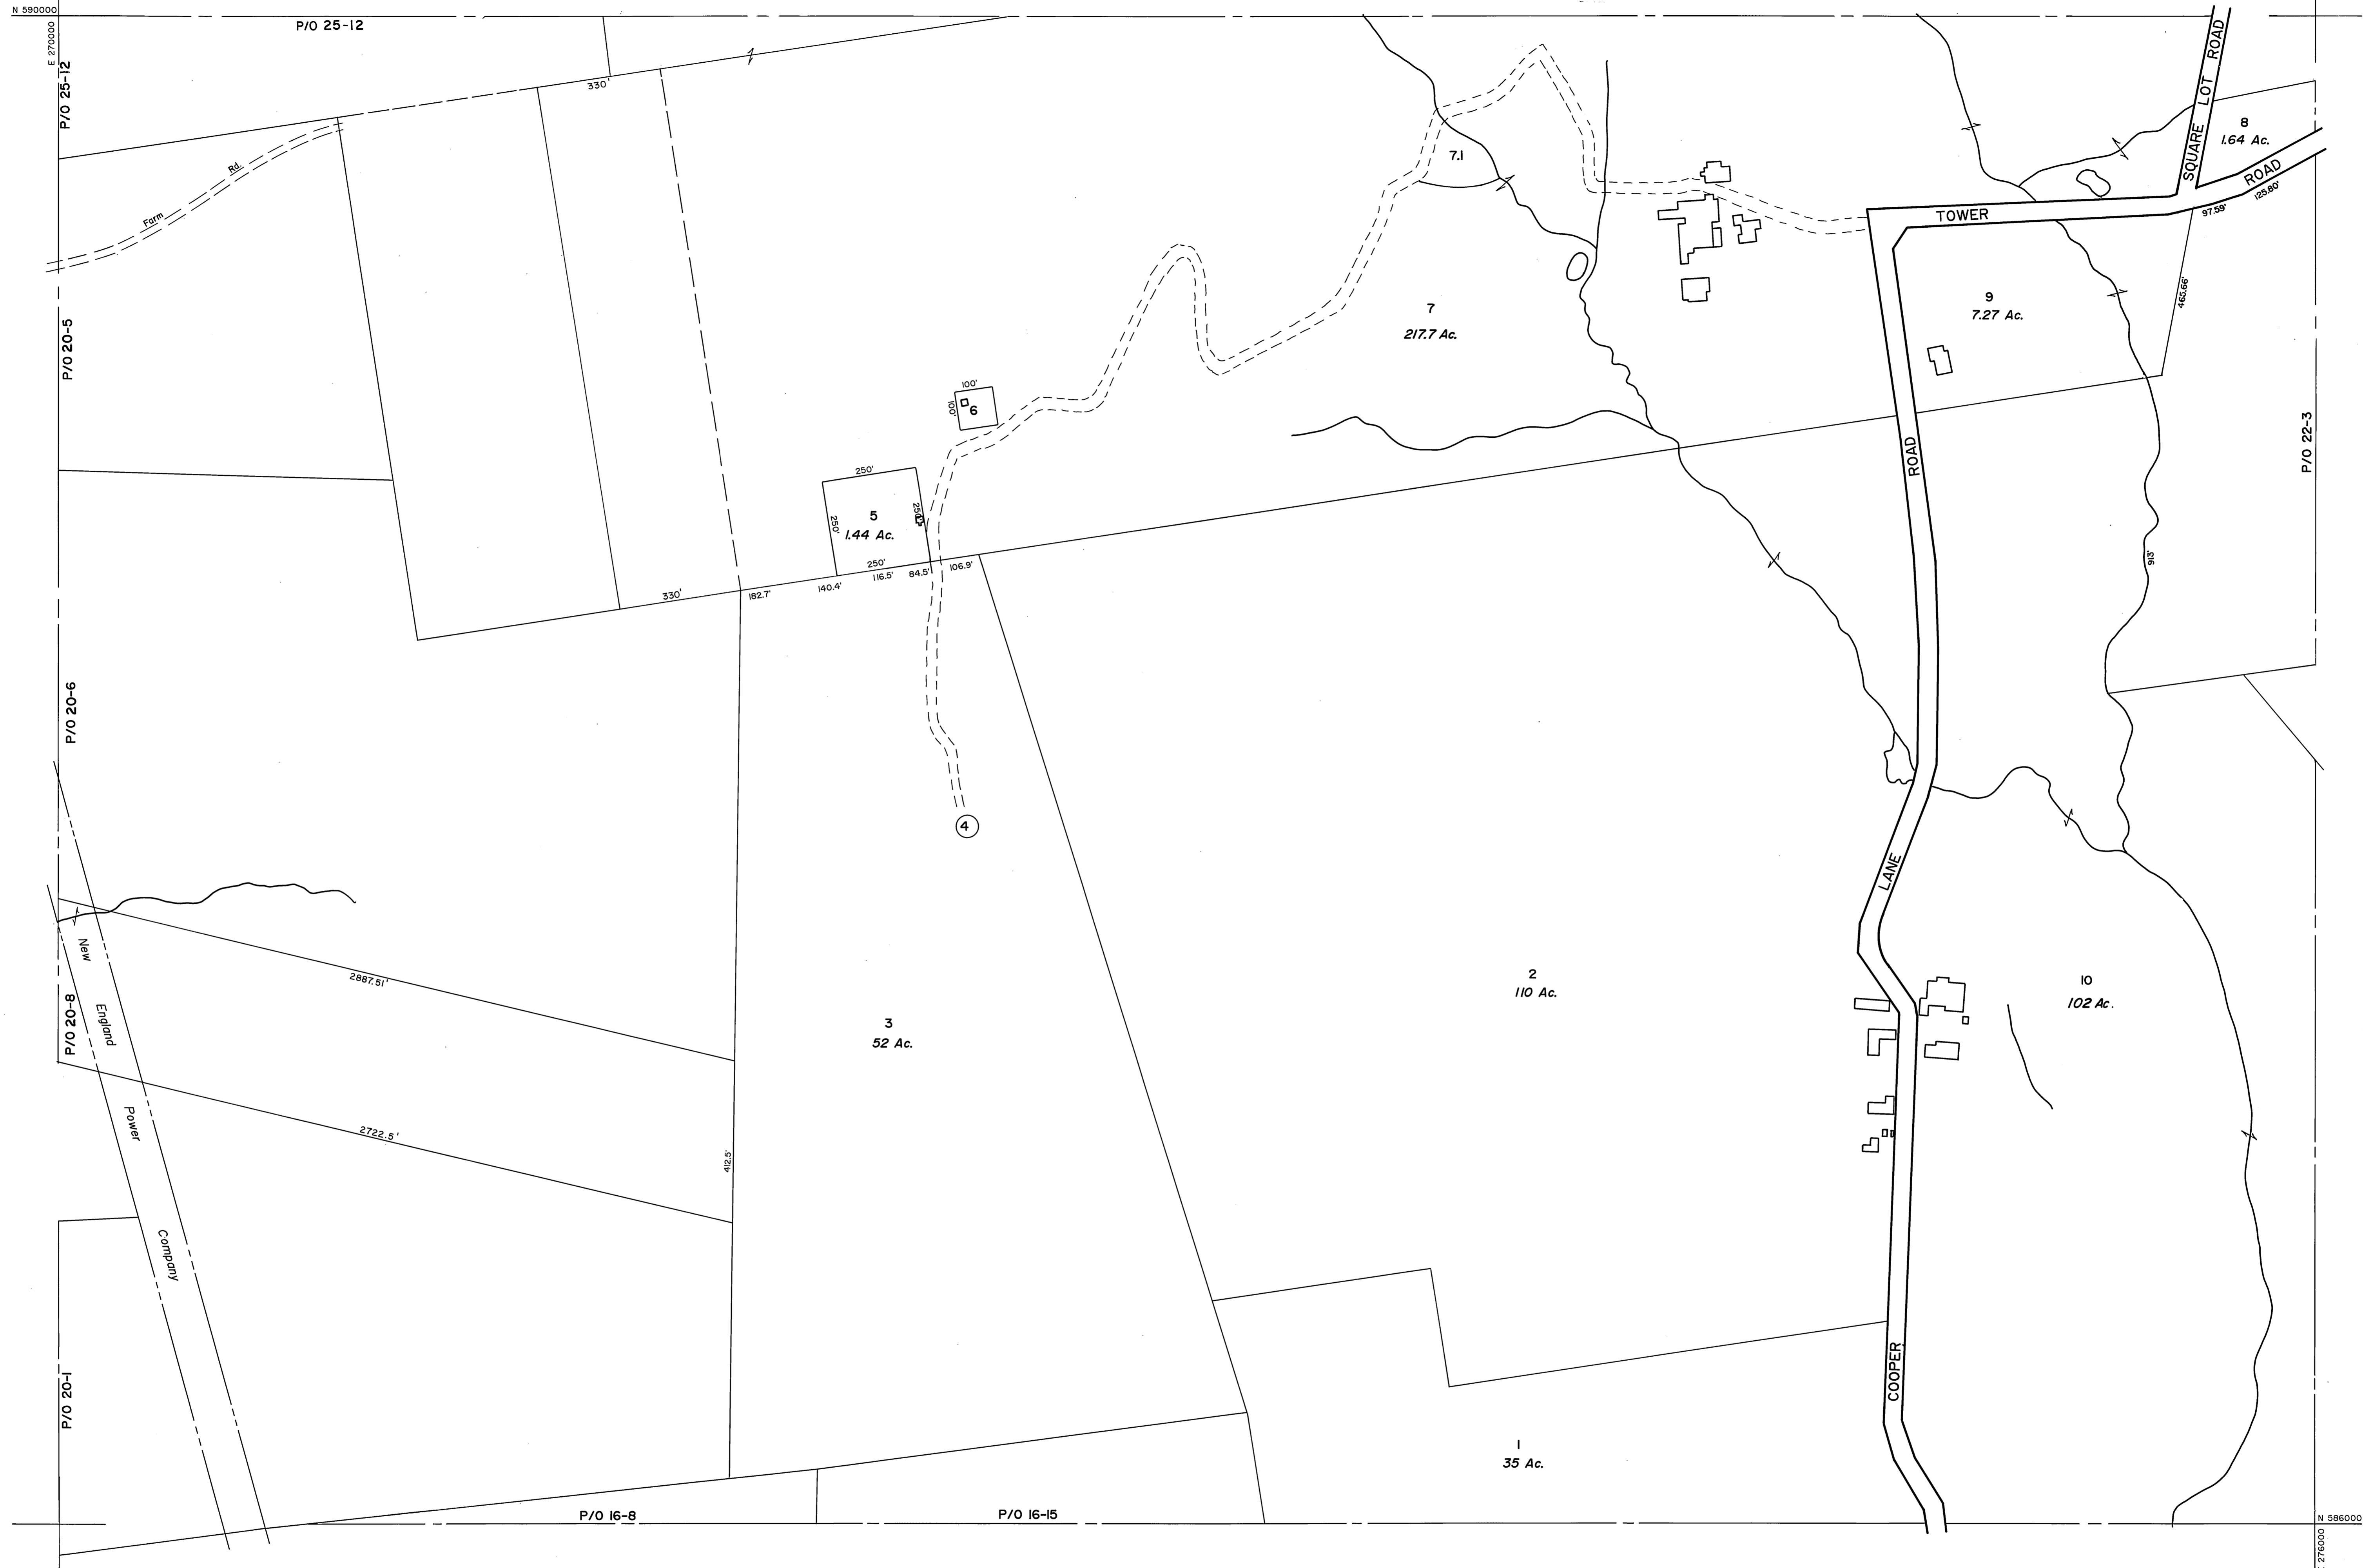 N 590000
E 270000
P/O 25-12
P/O 25-12
330'
Farm Rd.
SQUARE LOT ROAD
8
1.64 Ac.
ROAD
125.80'
97.59'
TOWER
7.1
7
217.7 Ac.
9
7.27 Ac.
465.66'
P/O 20-5
100'
100'
6
P/O 22-3
ROAD
250'
250'
250'
5
1.44 Ac.
250'
106.9'
84.5'
116.5'
140.4'
182.7'
330'
913'
P/O 20-6
4
LANE
New England Power Company
2887.51'
P/O 20-8
2
110 Ac.
10
102 Ac.
3
52 Ac.
2722.5'
412.5'
P/O 20-1
COOPER
1
35 Ac.
P/O 16-8
P/O 16-15
N 586000
276000